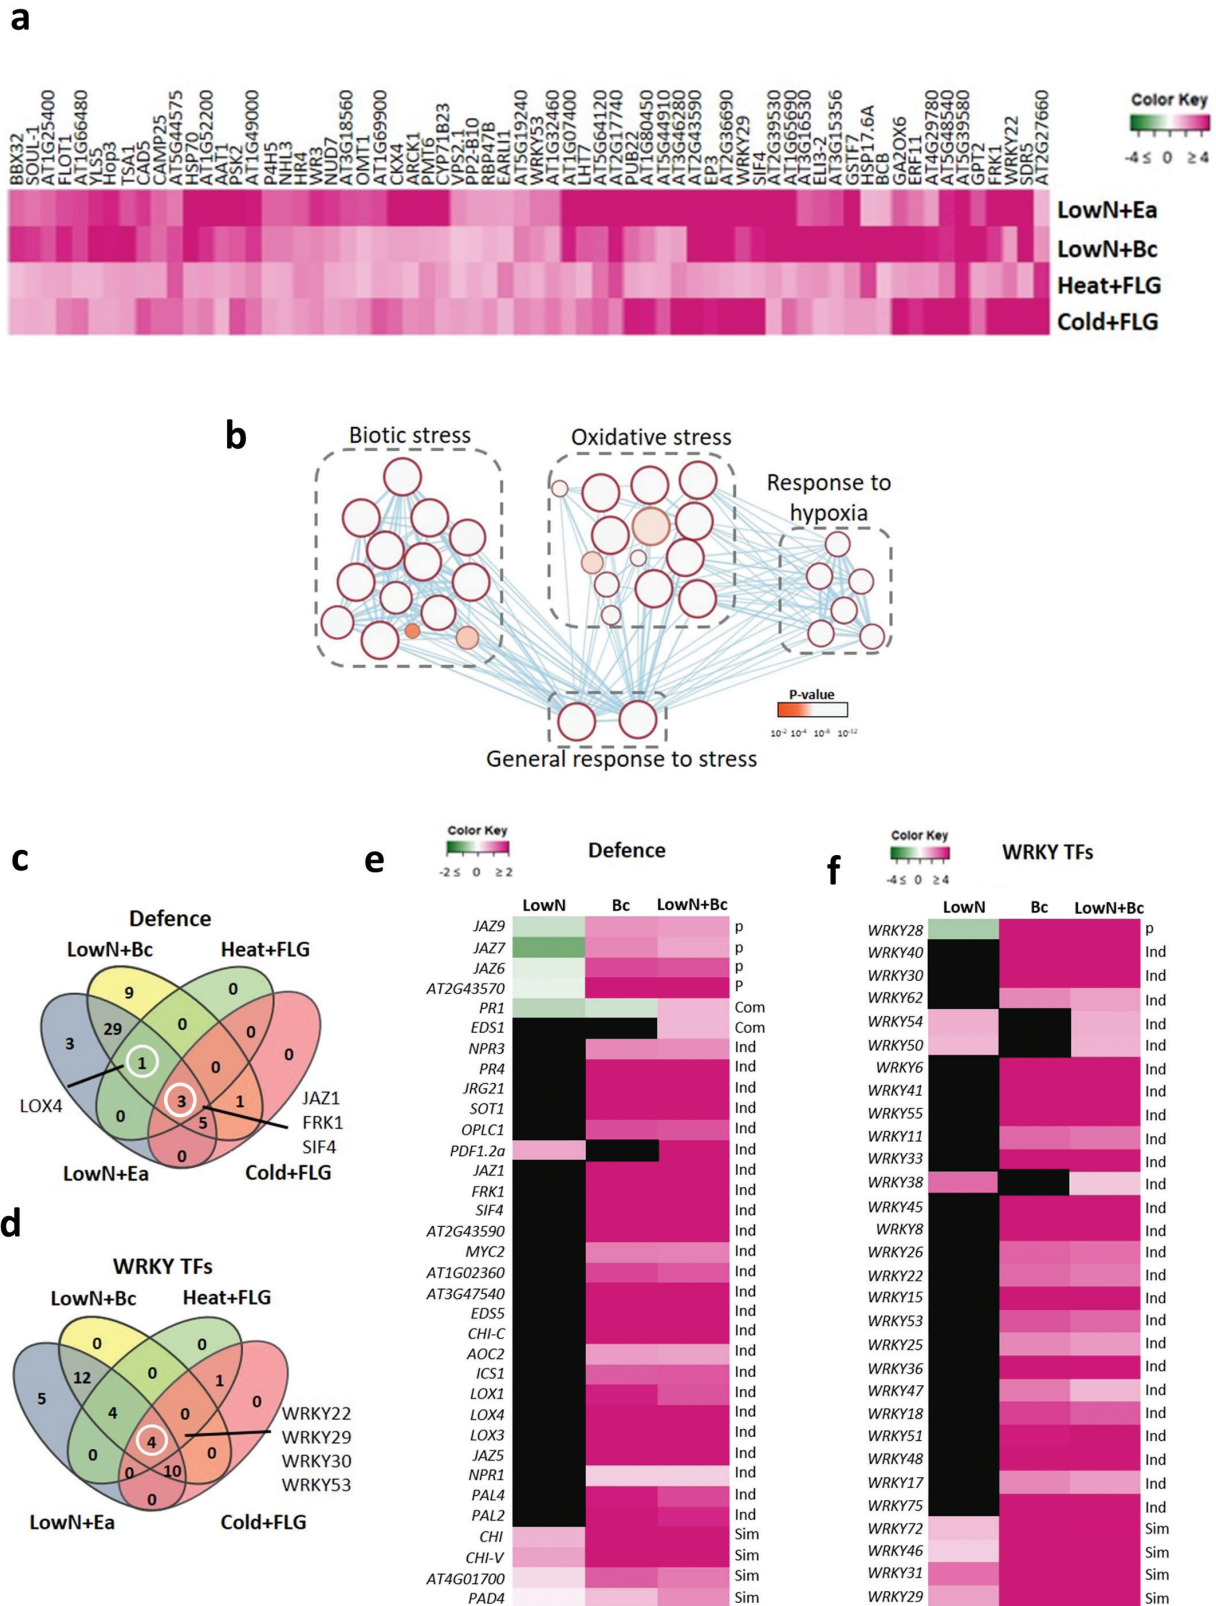 a
BBX32
SOUL-1
AT1G25400
FLOT1
AT1G66480
YLS5
Hop3
TSA1
CAD5
CAMP25
AT5G44575
HSP70
AT1G52200
AAT1
PSK2
AT1G49000
P4H5
NHL3
HR4
WR3
NUD7
AT3G18560
OMT1
AT1G69900
CKX4
ARCK1
PMT6
CYP71B23
VPS2.1
PP2-B10
RBP47B
EARLI1
AT5G19240
WRKY53
AT1G32460
AT1G07400
LHT7
AT5G64120
AT2G17740
PUB22
AT1G80450
AT5G44910
AT3G46280
AT2G43590
EP3
AT2G36690
WRKY29
SIF4
AT2G39530
AT1G65690
AT3G16530
ELI3-2
AT3G15356
GSTF7
HSP17.6A
BCB
GA2OX6
ERF11
AT4G29780
AT5G48540
AT5G39580
GPT2
FRK1
WRKY22
SDR5
AT2G27660
Color Key
-4 ≤ 0 ≥ 4
LowN+Ea
LowN+Bc
Heat+FLG
Cold+FLG
b
Biotic stress
Oxidative stress
Response to
hypoxia
General response to stress
P-value
10-2 10-4 10-8 10-12
c
Defence
LowN+Bc
Heat+FLG
9
0
3
29
0
0
0
1
0
3
1
0
5
0
LOX4
JAZ1
FRK1
SIF4
LowN+Ea
Cold+FLG
d
WRKY TFs
LowN+Bc
Heat+FLG
0
0
5
12
0
1
0
4
0
4
0
0
0
10
0
WRKY22
WRKY29
WRKY30
WRKY53
LowN+Ea
Cold+FLG
e
Color Key
-2 ≤ 0 ≥ 2
Defence
LowN Bc LowN+Bc
JAZ9 p
JAZ7 p
JAZ6 p
AT2G43570 P
PR1 Com
EDS1 Com
NPR3 Ind
PR4 Ind
JRG21 Ind
SOT1 Ind
OPLC1 Ind
PDF1.2a Ind
JAZ1 Ind
FRK1 Ind
SIF4 Ind
AT2G43590 Ind
MYC2 Ind
AT1G02360 Ind
AT3G47540 Ind
EDS5 Ind
CHI-C Ind
AOC2 Ind
ICS1 Ind
LOX1 Ind
LOX4 Ind
LOX3 Ind
JAZ5 Ind
NPR1 Ind
PAL4 Ind
PAL2 Ind
CHI Sim
CHI-V Sim
AT4G01700 Sim
PAD4 Sim
f
Color Key
-4 ≤ 0 ≥ 4
WRKY TFs
LowN Bc LowN+Bc
WRKY28 p
WRKY40 Ind
WRKY30 Ind
WRKY62 Ind
WRKY54 Ind
WRKY50 Ind
WRKY6 Ind
WRKY41 Ind
WRKY55 Ind
WRKY11 Ind
WRKY33 Ind
WRKY38 Ind
WRKY45 Ind
WRKY8 Ind
WRKY26 Ind
WRKY22 Ind
WRKY15 Ind
WRKY53 Ind
WRKY25 Ind
WRKY36 Ind
WRKY47 Ind
WRKY18 Ind
WRKY51 Ind
WRKY48 Ind
WRKY17 Ind
WRKY75 Ind
WRKY72 Sim
WRKY46 Sim
WRKY31 Sim
WRKY29 Sim